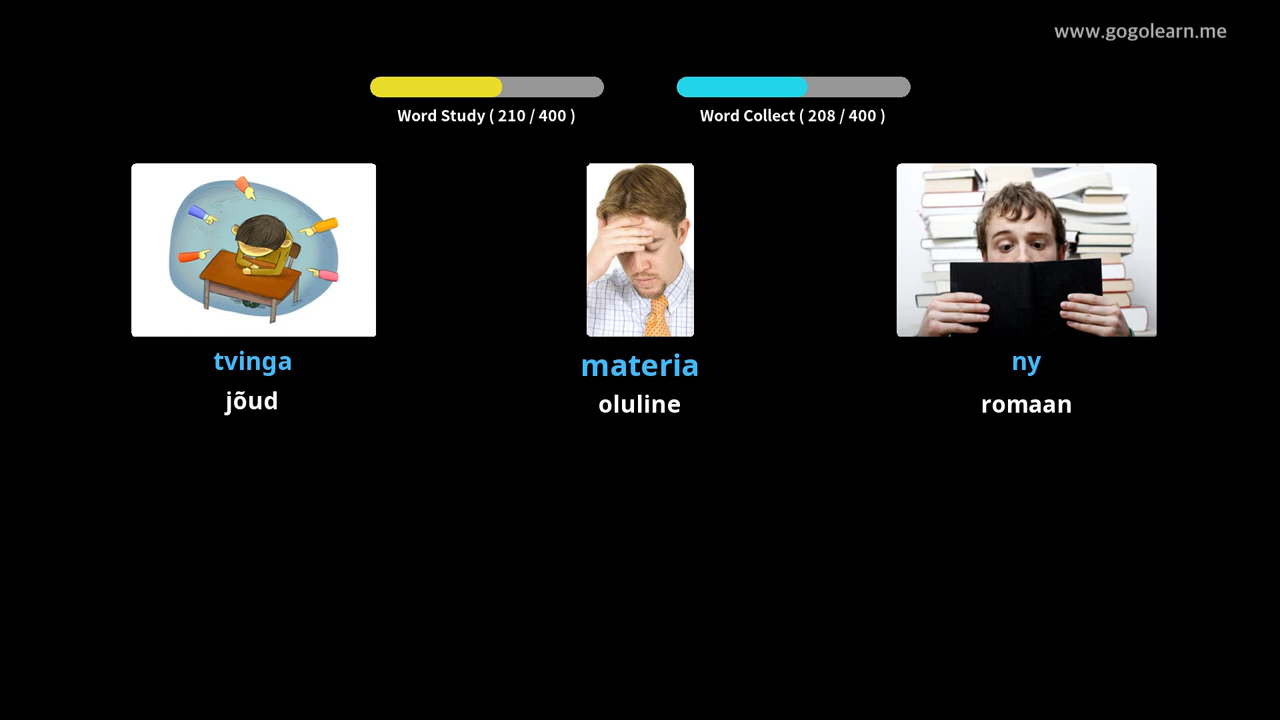 www.gogolearn.me
Word Study ( 210 / 400 )
Word Collect ( 208 / 400 )
tvinga
jõud
materia
oluline
ny
romaan